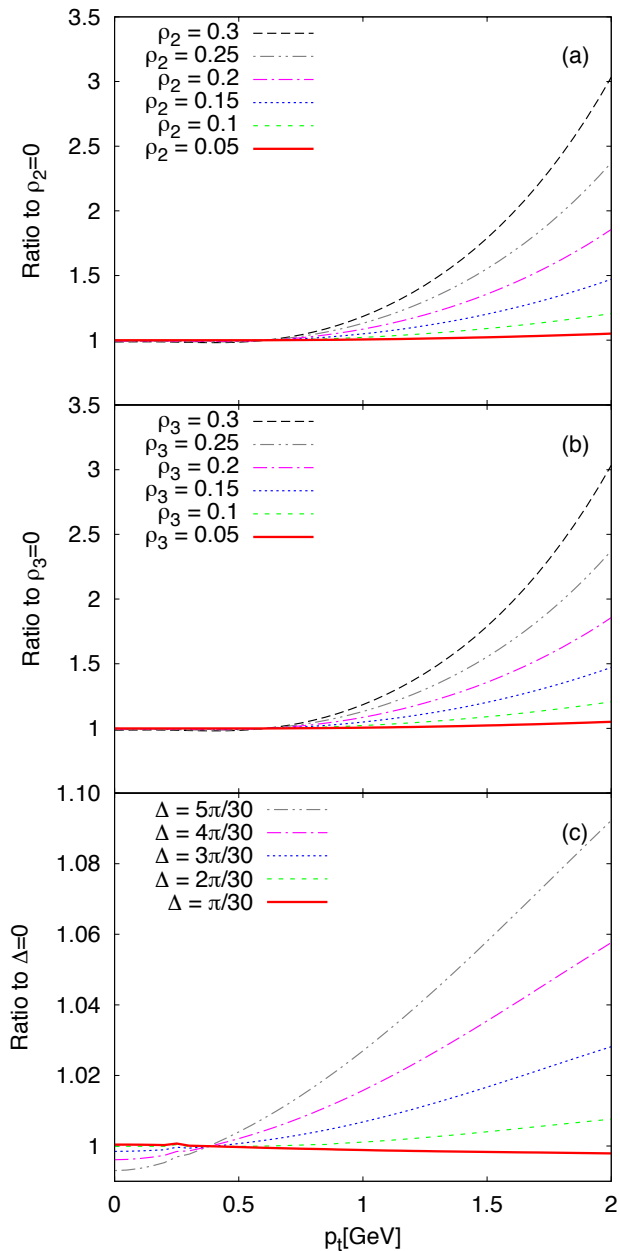 3.5
ρ2 = 0.3
ρ2 = 0.25
(a)
3
ρ2 = 0.2
ρ2 = 0.15
2.5
ρ2 = 0.1
ρ2 = 0.05
Ratio to ρ2=0
2
1.5
1
3.5
ρ3 = 0.3
ρ3 = 0.25
(b)
3
ρ3 = 0.2
ρ3 = 0.15
2.5
ρ3 = 0.1
ρ3 = 0.05
Ratio to ρ3=0
2
1.5
1
1.10
Δ = 5π/30
(c)
Δ = 4π/30
1.08
Δ = 3π/30
Δ = 2π/30
Δ = π/30
1.06
Ratio to Δ=0
1.04
1.02
1
0 0.5 1 1.5 2
pt[GeV]